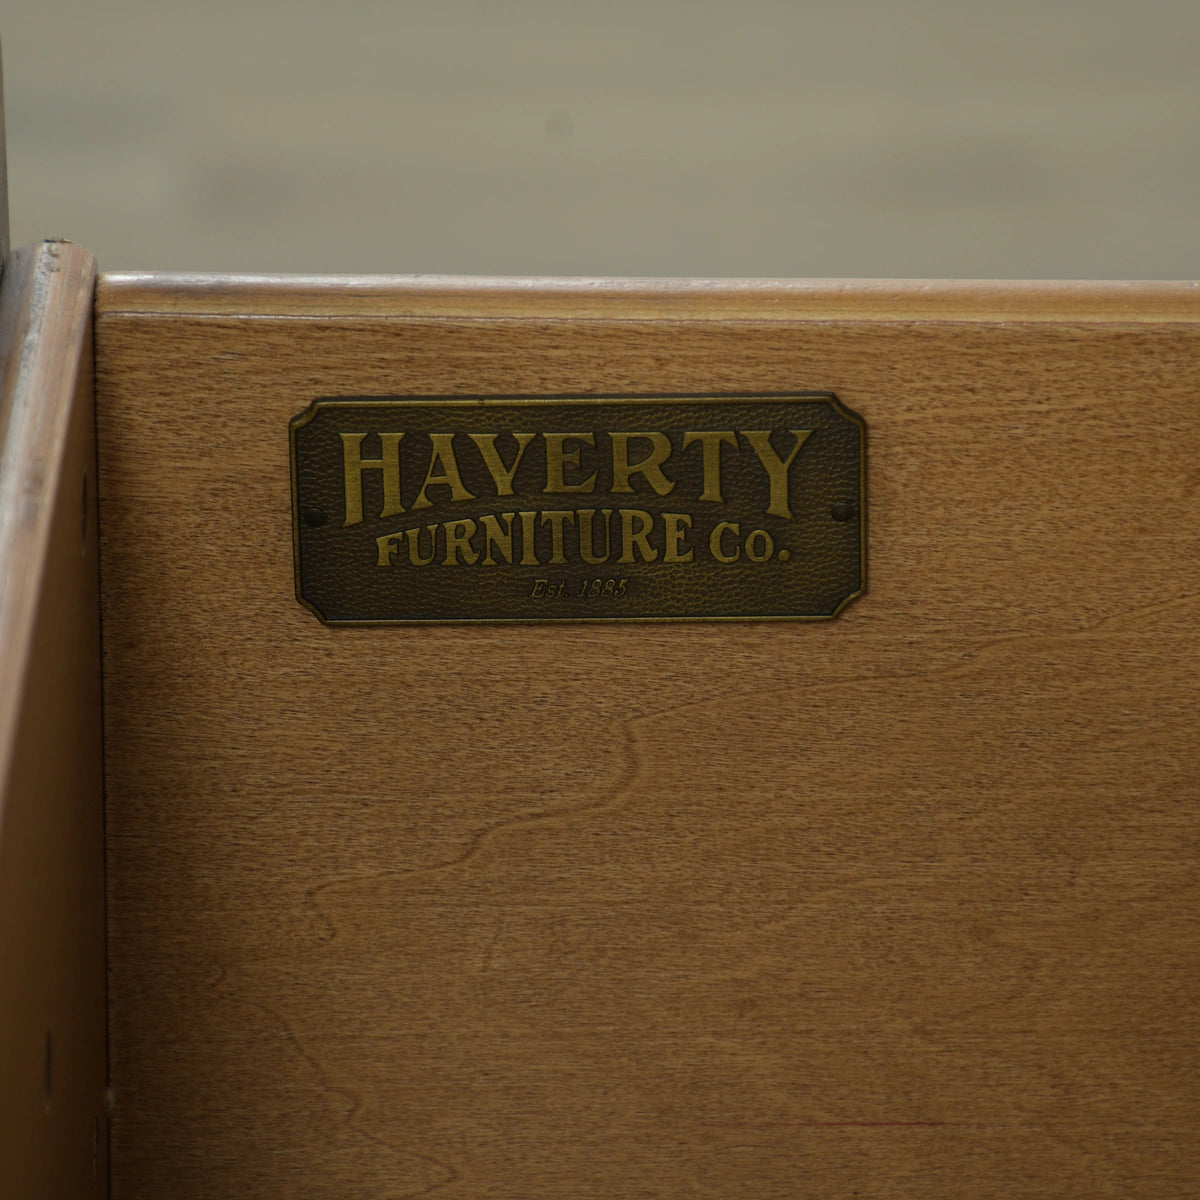 HAVERTY
FURNITURE CO.
Est. 1885